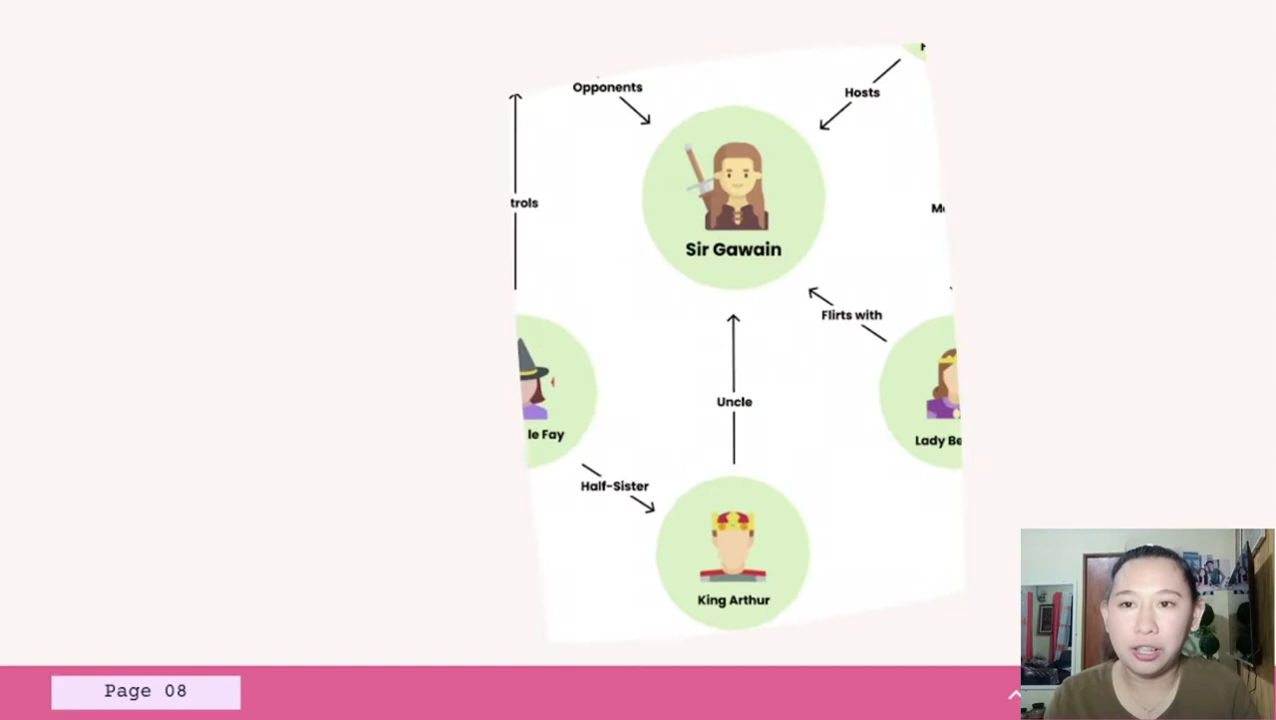 Opponents
Hosts
trols
Sir Gawain
Flirts with
Uncle
le Fay
Lady Be
Half-Sister
King Arthur
Page 08